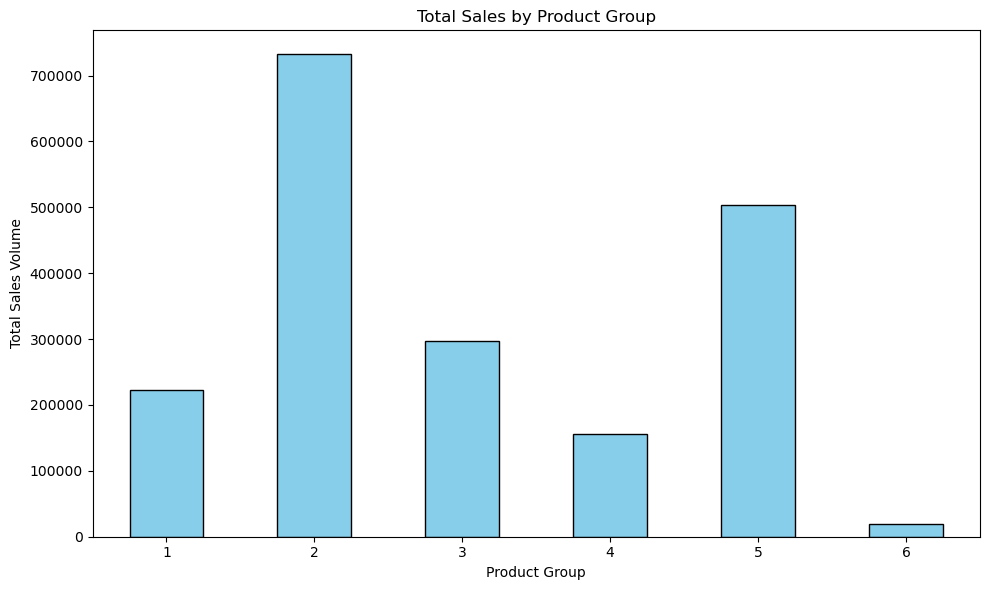 Total Sales by Product Group
Total Sales Volume
700000
600000
500000
400000
300000
200000
100000
0
1 2 3 4 5 6
Product Group